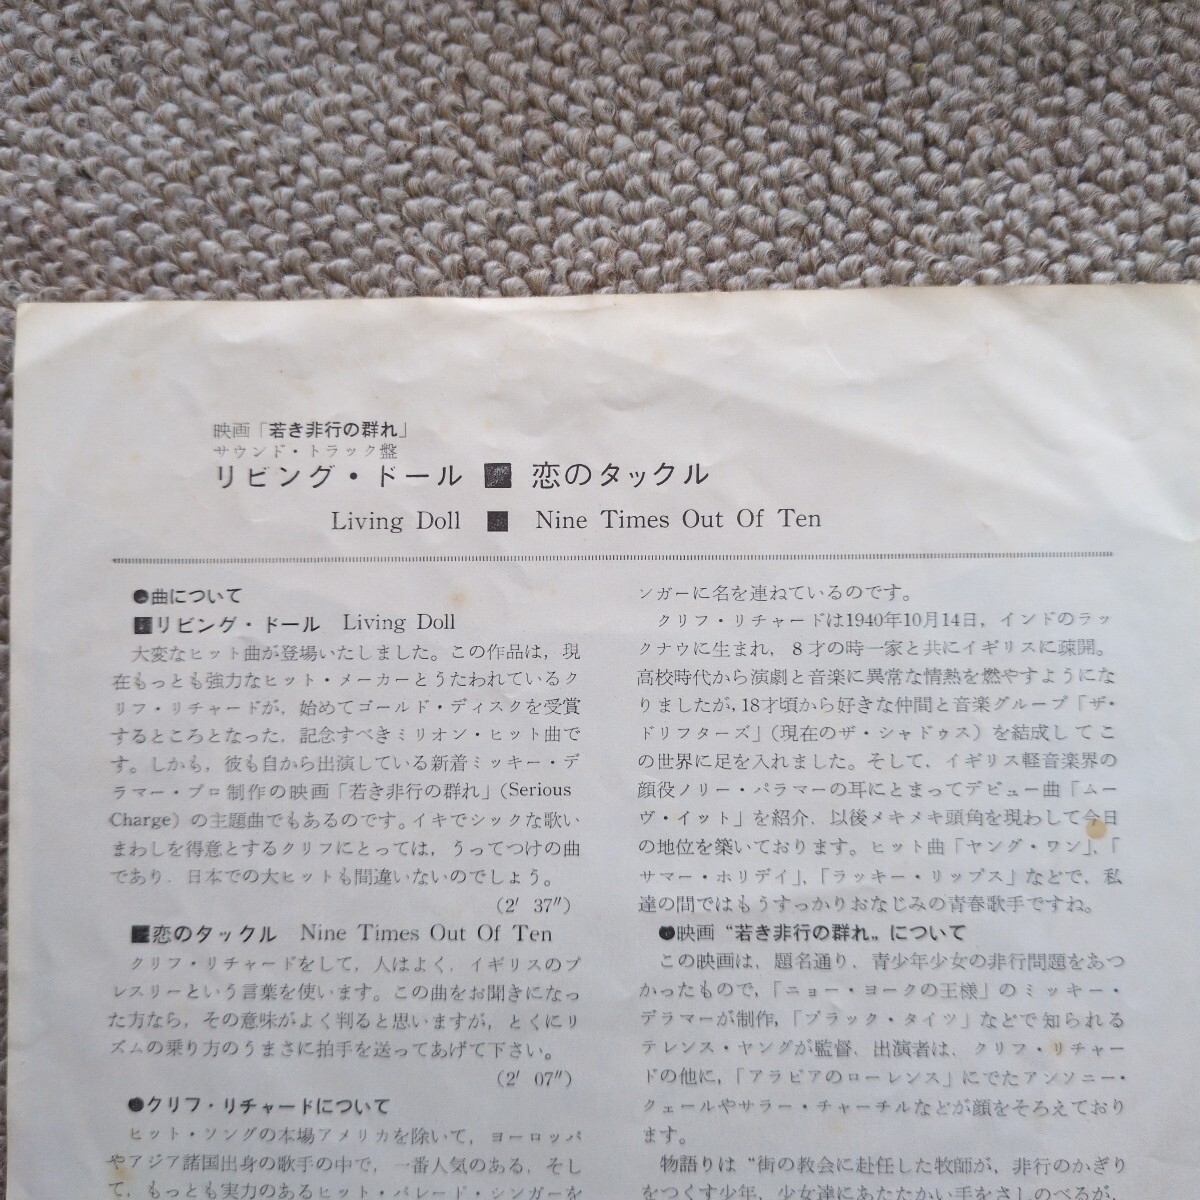 映画「若き非行の群れ」
サウンド・トラック盤
リビング・ドール ■ 恋のタックル
Living Doll ■ Nine Times Out Of Ten
●曲について
■リビング・ドール Living Doll
大変なヒット曲が登場いたしました。この作品は、現
在もっとも強力なヒット・メーカーとうたわれているク
リフ・リチャードが、始めてゴールド・ディスクを受賞
するところとなった、記念すべきミリオン・ヒット曲で
す。しかも、彼も自から出演している新着ミッキー・デ
ラマー・プロ制作の映画「若き非行の群れ」(Serious
Charge) の主題曲でもあるのです。イキでシックな歌い
まわしを得意とするクリフにとっては、うってつけの曲
であり、日本での大ヒットも間違いないのでしょう。
(2′ 37″)
■恋のタックル Nine Times Out Of Ten
クリフ・リチャードをして、人はよく、イギリスのプ
レスリーという言葉を使います。この曲をお聞きになっ
た方なら、その意味がよく判ると思いますが、とくにリ
ズムの乗り方のうまさに拍手を送ってあげて下さい。
(2′ 07″)
●クリフ・リチャードについて
ヒット・ソングの本場アメリカを除いて、ヨーロッパ
やアジア諸国出身の歌手の中で、一番人気のある、そし
て、もっとも実力のあるヒット・パレード・シンガーを
ンガーに名を連ねているのです。
クリフ・リチャードは1940年10月14日、インドのラッ
クナウに生まれ、8才の時一家と共にイギリスに疎開。
高校時代から演劇と音楽に異常な情熱を燃やすようにな
りましたが、18才頃から好きな仲間と音楽グループ「ザ・
ドリフターズ」(現在のザ・シャドゥス) を結成してこ
の世界に足を入れました。そして、イギリス軽音楽界の
顔役ノリー・パラマーの耳にとまってデビュー曲「ムー
ヴ・イット」を紹介、以後メキメキ頭角を現わして今日
の地位を築いております。ヒット曲「ヤング・ワン」、「
サマー・ホリデイ」、「ラッキー・リップス」などで、私
達の間ではもうすっかりおなじみの青春歌手ですね。
●映画〝若き非行の群れ〟について
この映画は、題名通り、青少年少女の非行問題をあつ
かったもので、「ニョー・ヨークの王様」のミッキー・
デラマーが制作,「ブラック・タイツ」などで知られる
テレンス・ヤングが監督、出演者は、クリフ・リチャー
ドの他に、「アラビアのローレンス」にでたアンソニー・
クェールやサラー・チャーチルなどが顔をそろえており
ます。
物語りは〝街の教会に赴任した牧師が、非行のかぎり
をつくす少年、少女達にあたたかい手をさしのべるが、